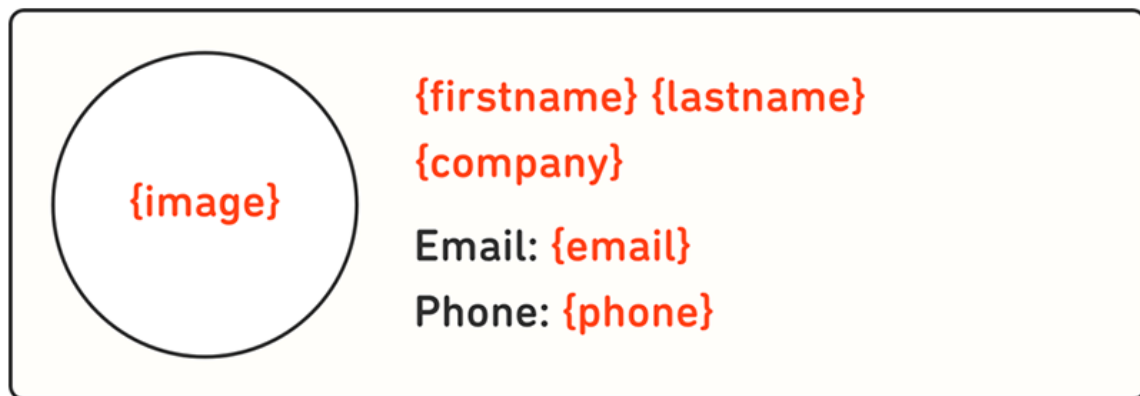 {image}
{firstname} {lastname}
{company}
Email: {email}
Phone: {phone}